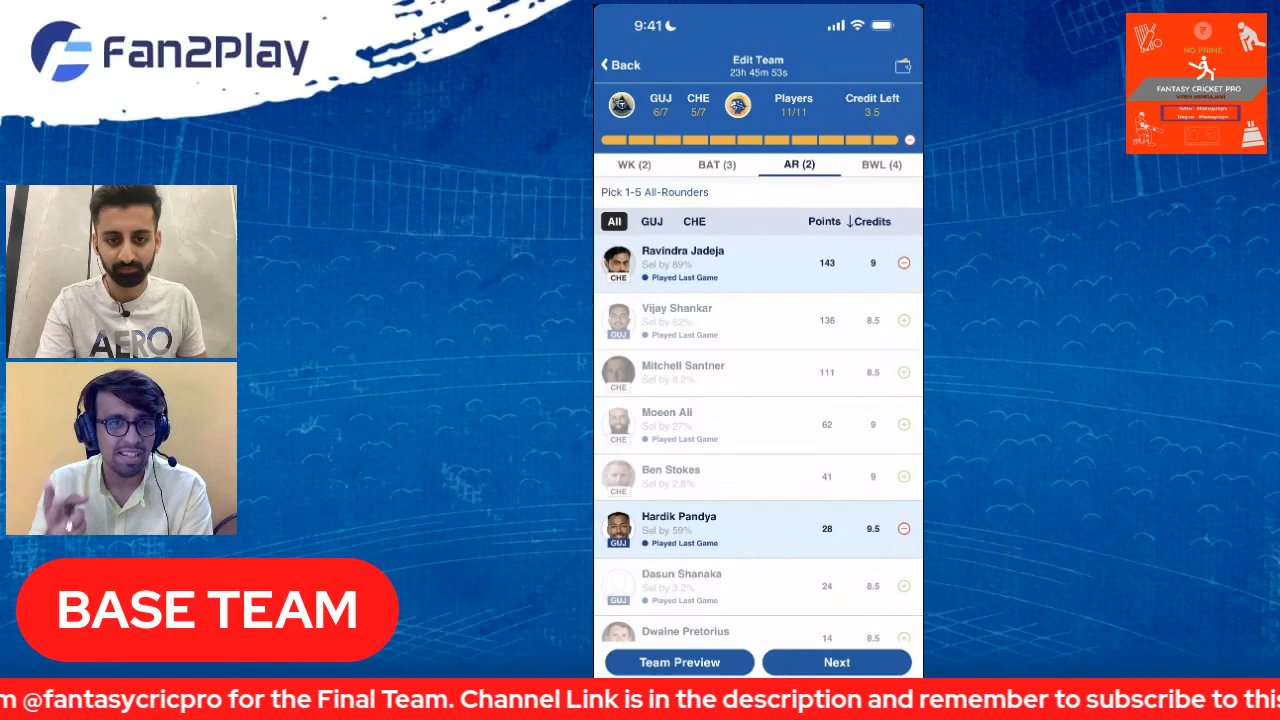 Fan2Play
AERO
BASE TEAM
9:41
Back
Edit Team
23h 45m 53s
GUJ
6/7
CHE
5/7
Players
11/11
Credit Left
3.5
WK (2)
BAT (3)
AR (2)
BWL (4)
Pick 1-5 All-Rounders
All GUJ CHE Points ↓Credits
Ravindra Jadeja
Sel by 89%
Played Last Game
CHE
143 9
Vijay Shankar
Sel by 62%
Played Last Game
GUJ
136 8.5
Mitchell Santner
Sel by 8.2%
CHE
111 8.5
Moeen Ali
Sel by 27%
Played Last Game
CHE
62 9
Ben Stokes
Sel by 2.8%
CHE
41 9
Hardik Pandya
Sel by 59%
Played Last Game
GUJ
28 9.5
Dasun Shanaka
Sel by 3.2%
Played Last Game
GUJ
24 8.5
Dwaine Pretorius
14 8.5
Team Preview
Next
NO PRIME
FANTASY CRICKET PRO
m @fantasycricpro for the Final Team. Channel Link is in the description and remember to subscribe to this